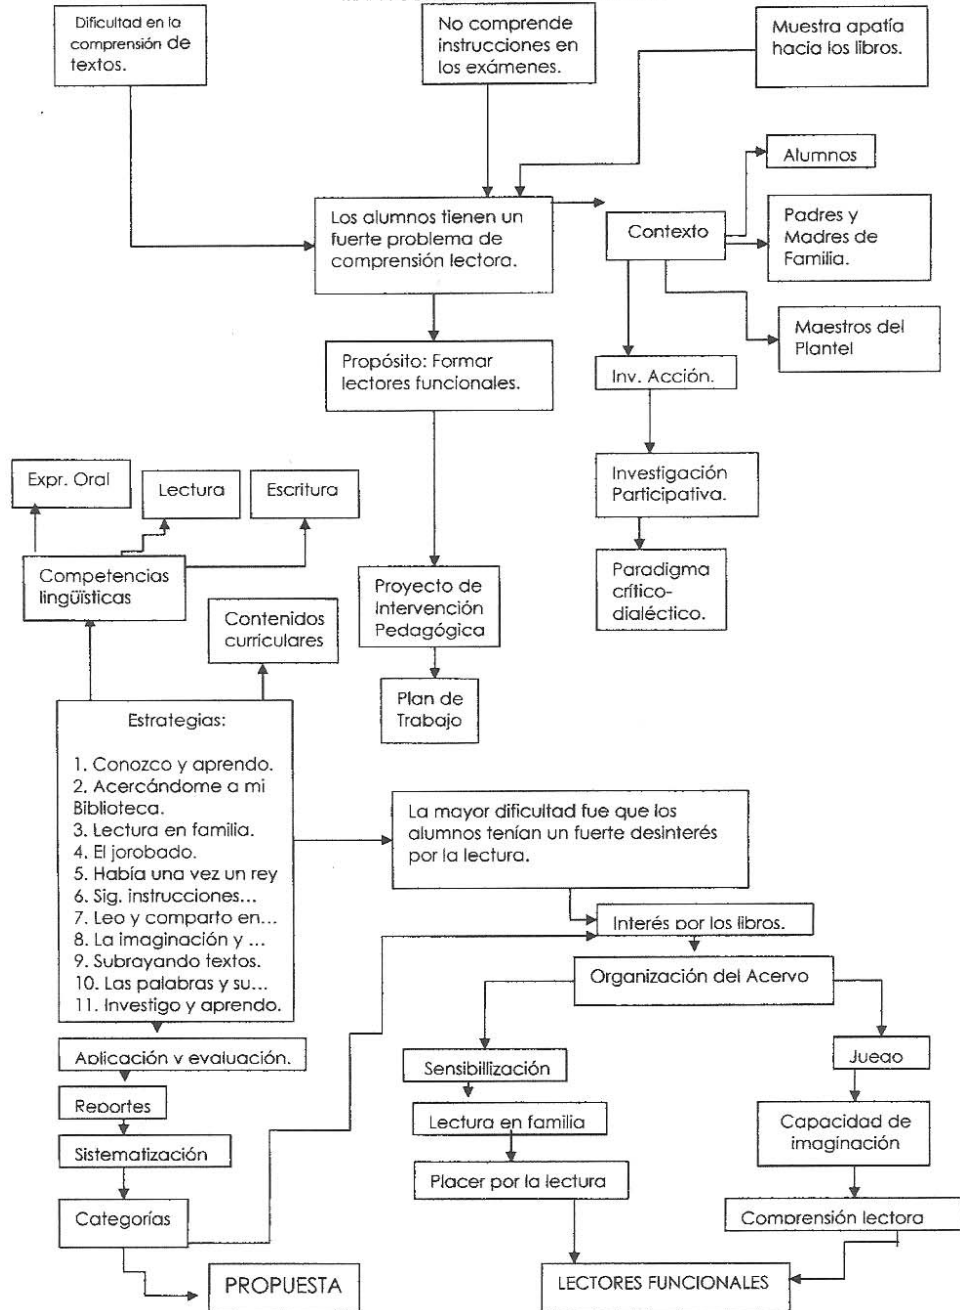 Dificultad en la
comprensión de
textos.
No comprende
instrucciones en
los exámenes.
Muestra apatía
hacia los libros.
Alumnos
Los alumnos tienen un
fuerte problema de
comprensión lectora.
Contexto
Padres y
Madres de
Familia.
Maestros del
Plantel
Propósito: Formar
lectores funcionales.
Inv. Acción.
Investigación
Participativa.
Paradigma
crítico-
dialéctico.
Expr. Oral
Lectura
Escritura
Competencias
lingüísticas
Contenidos
curriculares
Proyecto de
Intervención
Pedagógica
Plan de
Trabajo
Estrategias:
1. Conozco y aprendo.
2. Acercándome a mi
Biblioteca.
3. Lectura en familia.
4. El jorobado.
5. Había una vez un rey
6. Sig. instrucciones...
7. Leo y comparto en...
8. La imaginación y ...
9. Subrayando textos.
10. Las palabras y su...
11. Investigo y aprendo.
La mayor dificultad fue que los
alumnos tenían un fuerte desinterés
por la lectura.
Interés por los libros.
Organización del Acervo
Aplicación y evaluación.
Reportes
Sistematización
Categorías
PROPUESTA
Sensibillización
Lectura en familia
Placer por la lectura
Juego
Capacidad de
imaginación
Comprensión lectora
LECTORES FUNCIONALES